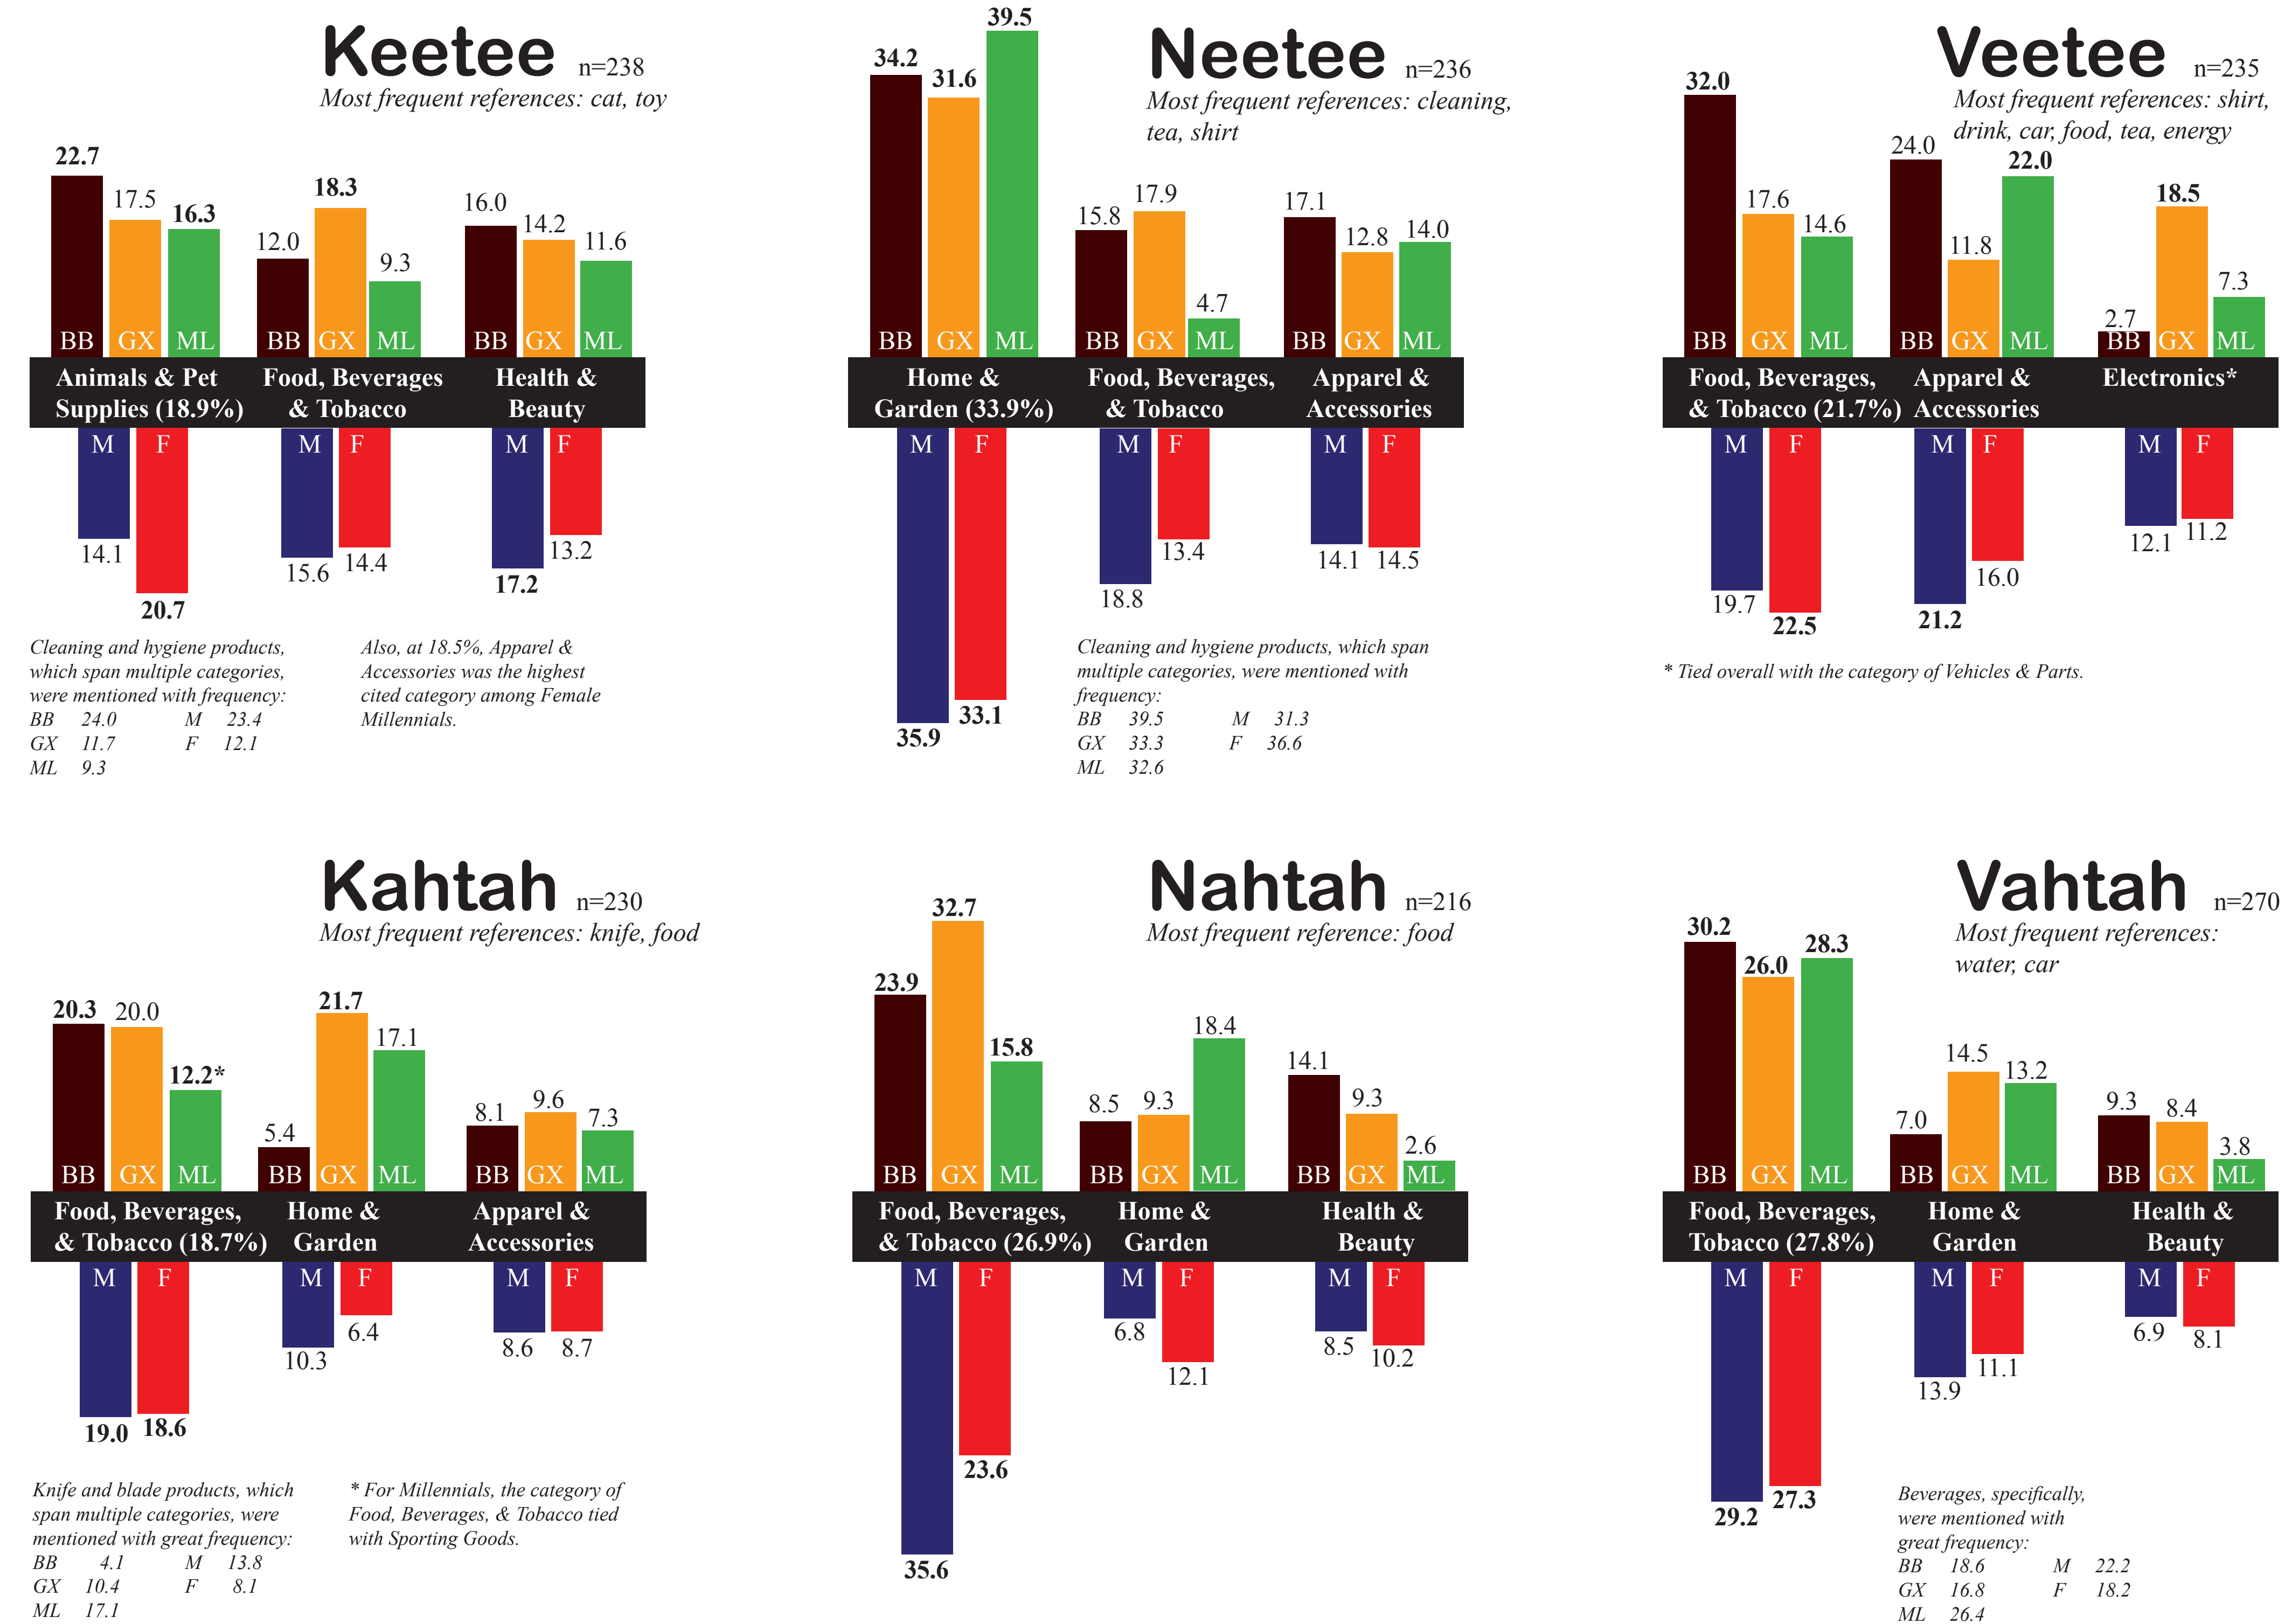 Keetee n=238
Most frequent references: cat, toy
22.7
17.5
16.3
12.0
18.3
9.3
16.0
14.2
11.6
BB GX ML BB GX ML BB GX ML
Animals & Pet Food, Beverages Health &
Supplies (18.9%) & Tobacco Beauty
M F M F M F
14.1
20.7
15.6
14.4
17.2
13.2
Cleaning and hygiene products,
which span multiple categories,
were mentioned with frequency:
BB 24.0 M 23.4
GX 11.7 F 12.1
ML 9.3
Also, at 18.5%, Apparel &
Accessories was the highest
cited category among Female
Millennials.
Neetee n=236
Most frequent references: cleaning,
tea, shirt
34.2
31.6
39.5
15.8
17.9
4.7
17.1
12.8
14.0
BB GX ML BB GX ML BB GX ML
Home & Food, Beverages, Apparel &
Garden (33.9%) & Tobacco Accessories
M F M F M F
35.9
33.1
18.8
13.4
14.1
14.5
Cleaning and hygiene products, which span
multiple categories, were mentioned with
frequency:
BB 39.5 M 31.3
GX 33.3 F 36.6
ML 32.6
Veetee n=235
Most frequent references: shirt,
drink, car, food, tea, energy
32.0
17.6
14.6
24.0
11.8
22.0
2.7
18.5
7.3
BB GX ML BB GX ML BB GX ML
Food, Beverages, Apparel & Electronics*
& Tobacco (21.7%) Accessories
M F M F M F
19.7
22.5
21.2
16.0
12.1
11.2
* Tied overall with the category of Vehicles & Parts.
Kahtah n=230
Most frequent references: knife, food
20.3
20.0
12.2*
5.4
21.7
17.1
8.1
9.6
7.3
BB GX ML BB GX ML BB GX ML
Food, Beverages, Home & Apparel &
& Tobacco (18.7%) Garden Accessories
M F M F M F
19.0
18.6
10.3
6.4
8.6
8.7
Knife and blade products, which
span multiple categories, were
mentioned with great frequency:
BB 4.1 M 13.8
GX 10.4 F 8.1
ML 17.1
* For Millennials, the category of
Food, Beverages, & Tobacco tied
with Sporting Goods.
Nahtah n=216
Most frequent reference: food
23.9
32.7
15.8
8.5
9.3
18.4
14.1
9.3
2.6
BB GX ML BB GX ML BB GX ML
Food, Beverages, Home & Health &
& Tobacco (26.9%) Garden Beauty
M F M F M F
35.6
23.6
6.8
12.1
8.5
10.2
Vahtah n=270
Most frequent references:
water, car
30.2
26.0
28.3
7.0
14.5
13.2
9.3
8.4
3.8
BB GX ML BB GX ML BB GX ML
Food, Beverages, Home & Health &
Tobacco (27.8%) Garden Beauty
M F M F M F
29.2
27.3
13.9
11.1
6.9
8.1
Beverages, specifically,
were mentioned with
great frequency:
BB 18.6 M 22.2
GX 16.8 F 18.2
ML 26.4